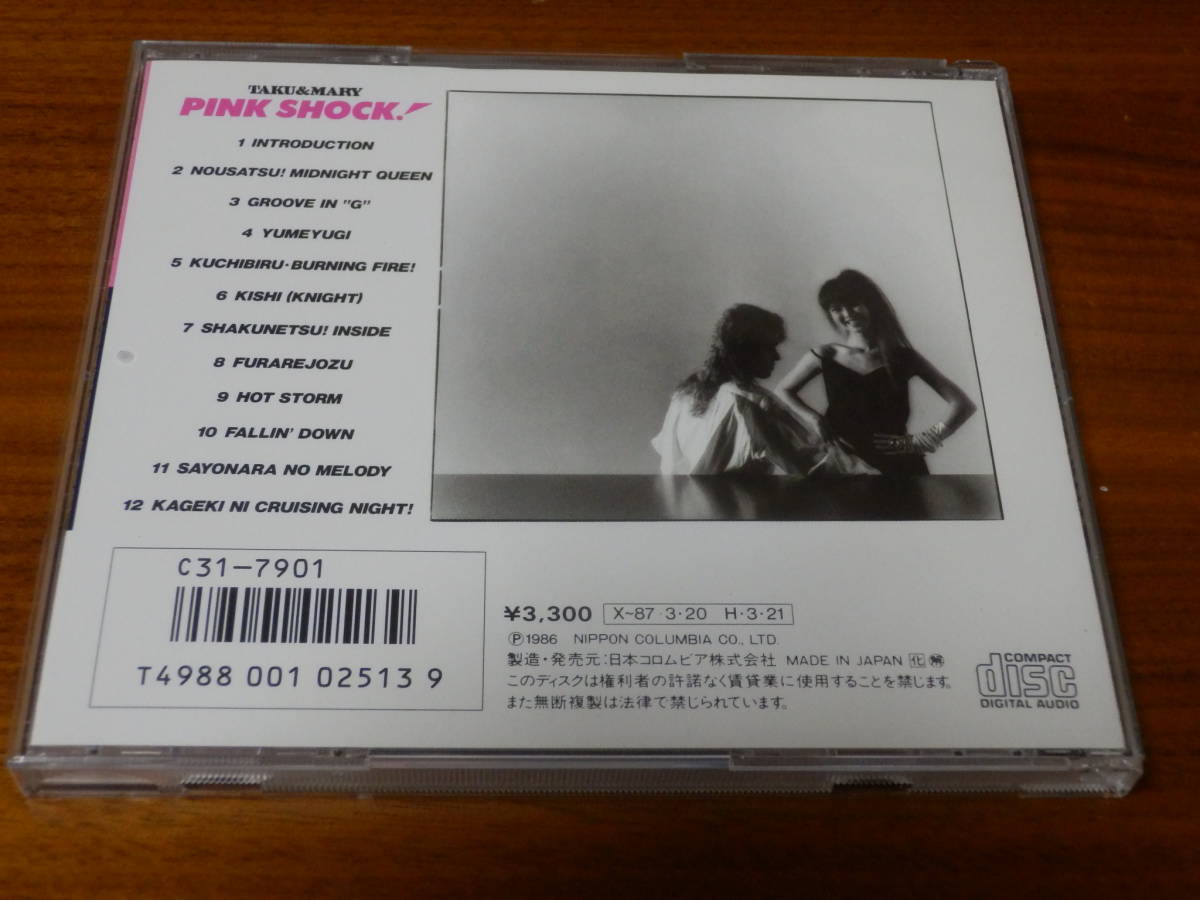 TAKU&MARY
PINK SHOCK!
1 INTRODUCTION
2 NOUSATSU! MIDNIGHT QUEEN
3 GROOVE IN "G"
4 YUMEYUGI
5 KUCHIBIRU・BURNING FIRE!
6 KISHI (KNIGHT)
7 SHAKUNETSU! INSIDE
8 FURAREJOZU
9 HOT STORM
10 FALLIN' DOWN
11 SAYONARA NO MELODY
12 KAGEKI NI CRUISING NIGHT!
C31-7901
T4988 001 02513 9
¥3,300 X~87・3・20 H・3・21
Ⓟ1986 NIPPON COLUMBIA CO., LTD.
製造・発売元:日本コロムビア株式会社 MADE IN JAPAN 化 解
このディスクは権利者の許諾なく賃貸業に使用することを禁じます。
また無断複製は法律で禁じられています。
COMPACT
disc
DIGITAL AUDIO